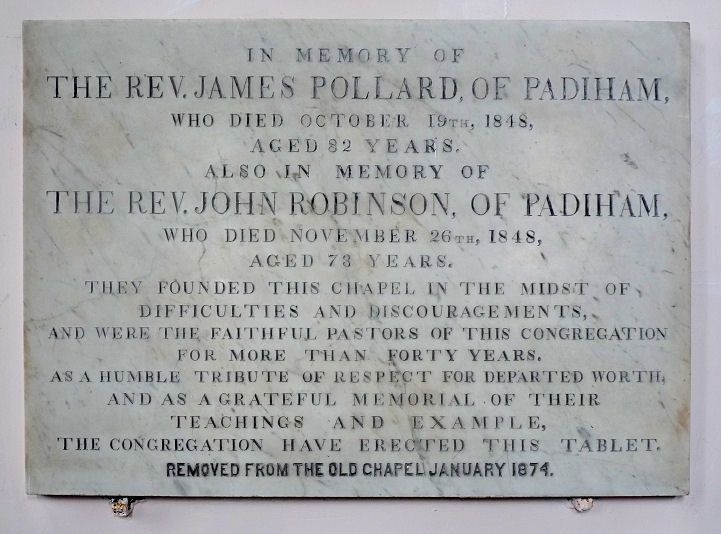 IN MEMORY OF
THE REV. JAMES POLLARD, OF PADIHAM,
WHO DIED OCTOBER 19TH, 1848,
AGED 82 YEARS.
ALSO IN MEMORY OF
THE REV. JOHN ROBINSON, OF PADIHAM,
WHO DIED NOVEMBER 26TH, 1848,
AGED 73 YEARS.
THEY FOUNDED THIS CHAPEL IN THE MIDST OF
DIFFICULTIES AND DISCOURAGEMENTS,
AND WERE THE FAITHFUL PASTORS OF THIS CONGREGATION
FOR MORE THAN FORTY YEARS.
AS A HUMBLE TRIBUTE OF RESPECT FOR DEPARTED WORTH,
AND AS A GRATEFUL MEMORIAL OF THEIR
TEACHINGS AND EXAMPLE,
THE CONGREGATION HAVE ERECTED THIS TABLET.
REMOVED FROM THE OLD CHAPEL JANUARY 1874.